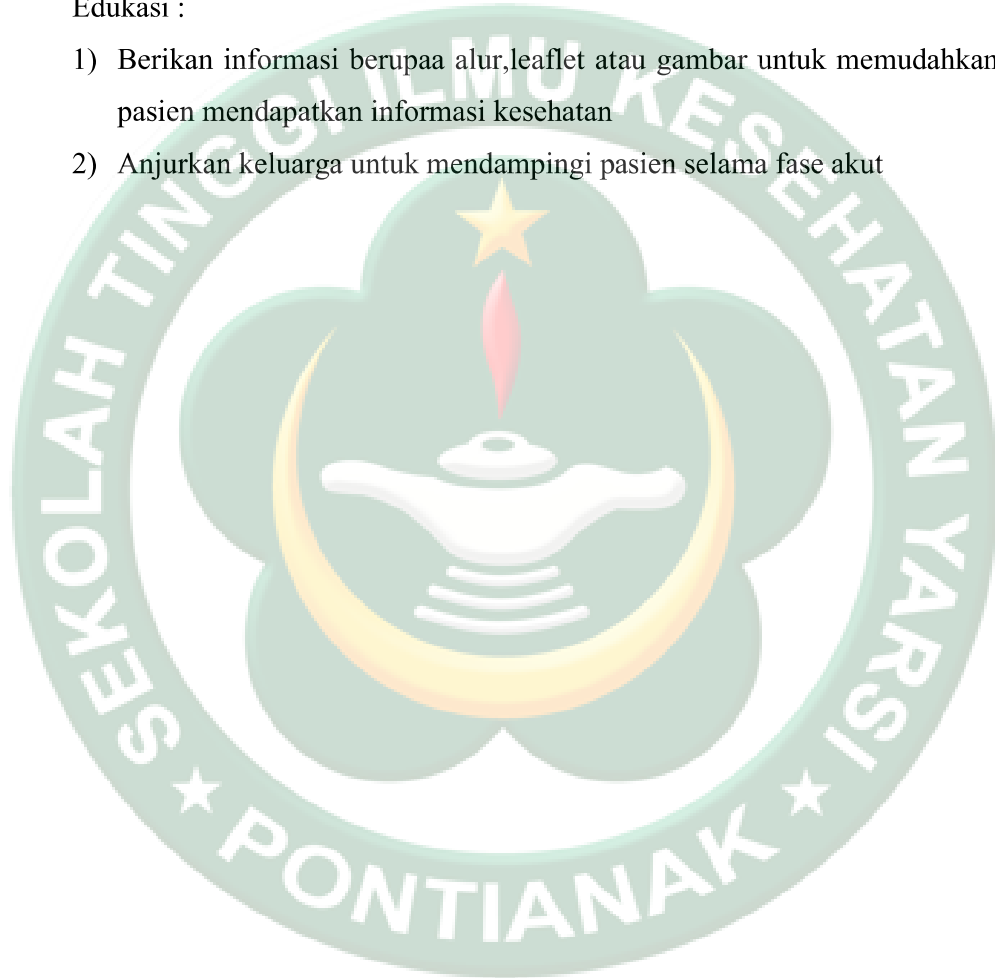 Edukasi :
1) Berikan informasi berupaa alur,leaflet atau gambar untuk memudahkan
pasien mendapatkan informasi kesehatan
2) Anjurkan keluarga untuk mendampingi pasien selama fase akut
SEKOLAH TINGGI ILMU KESEHATAN YARSI
PONTIANAK